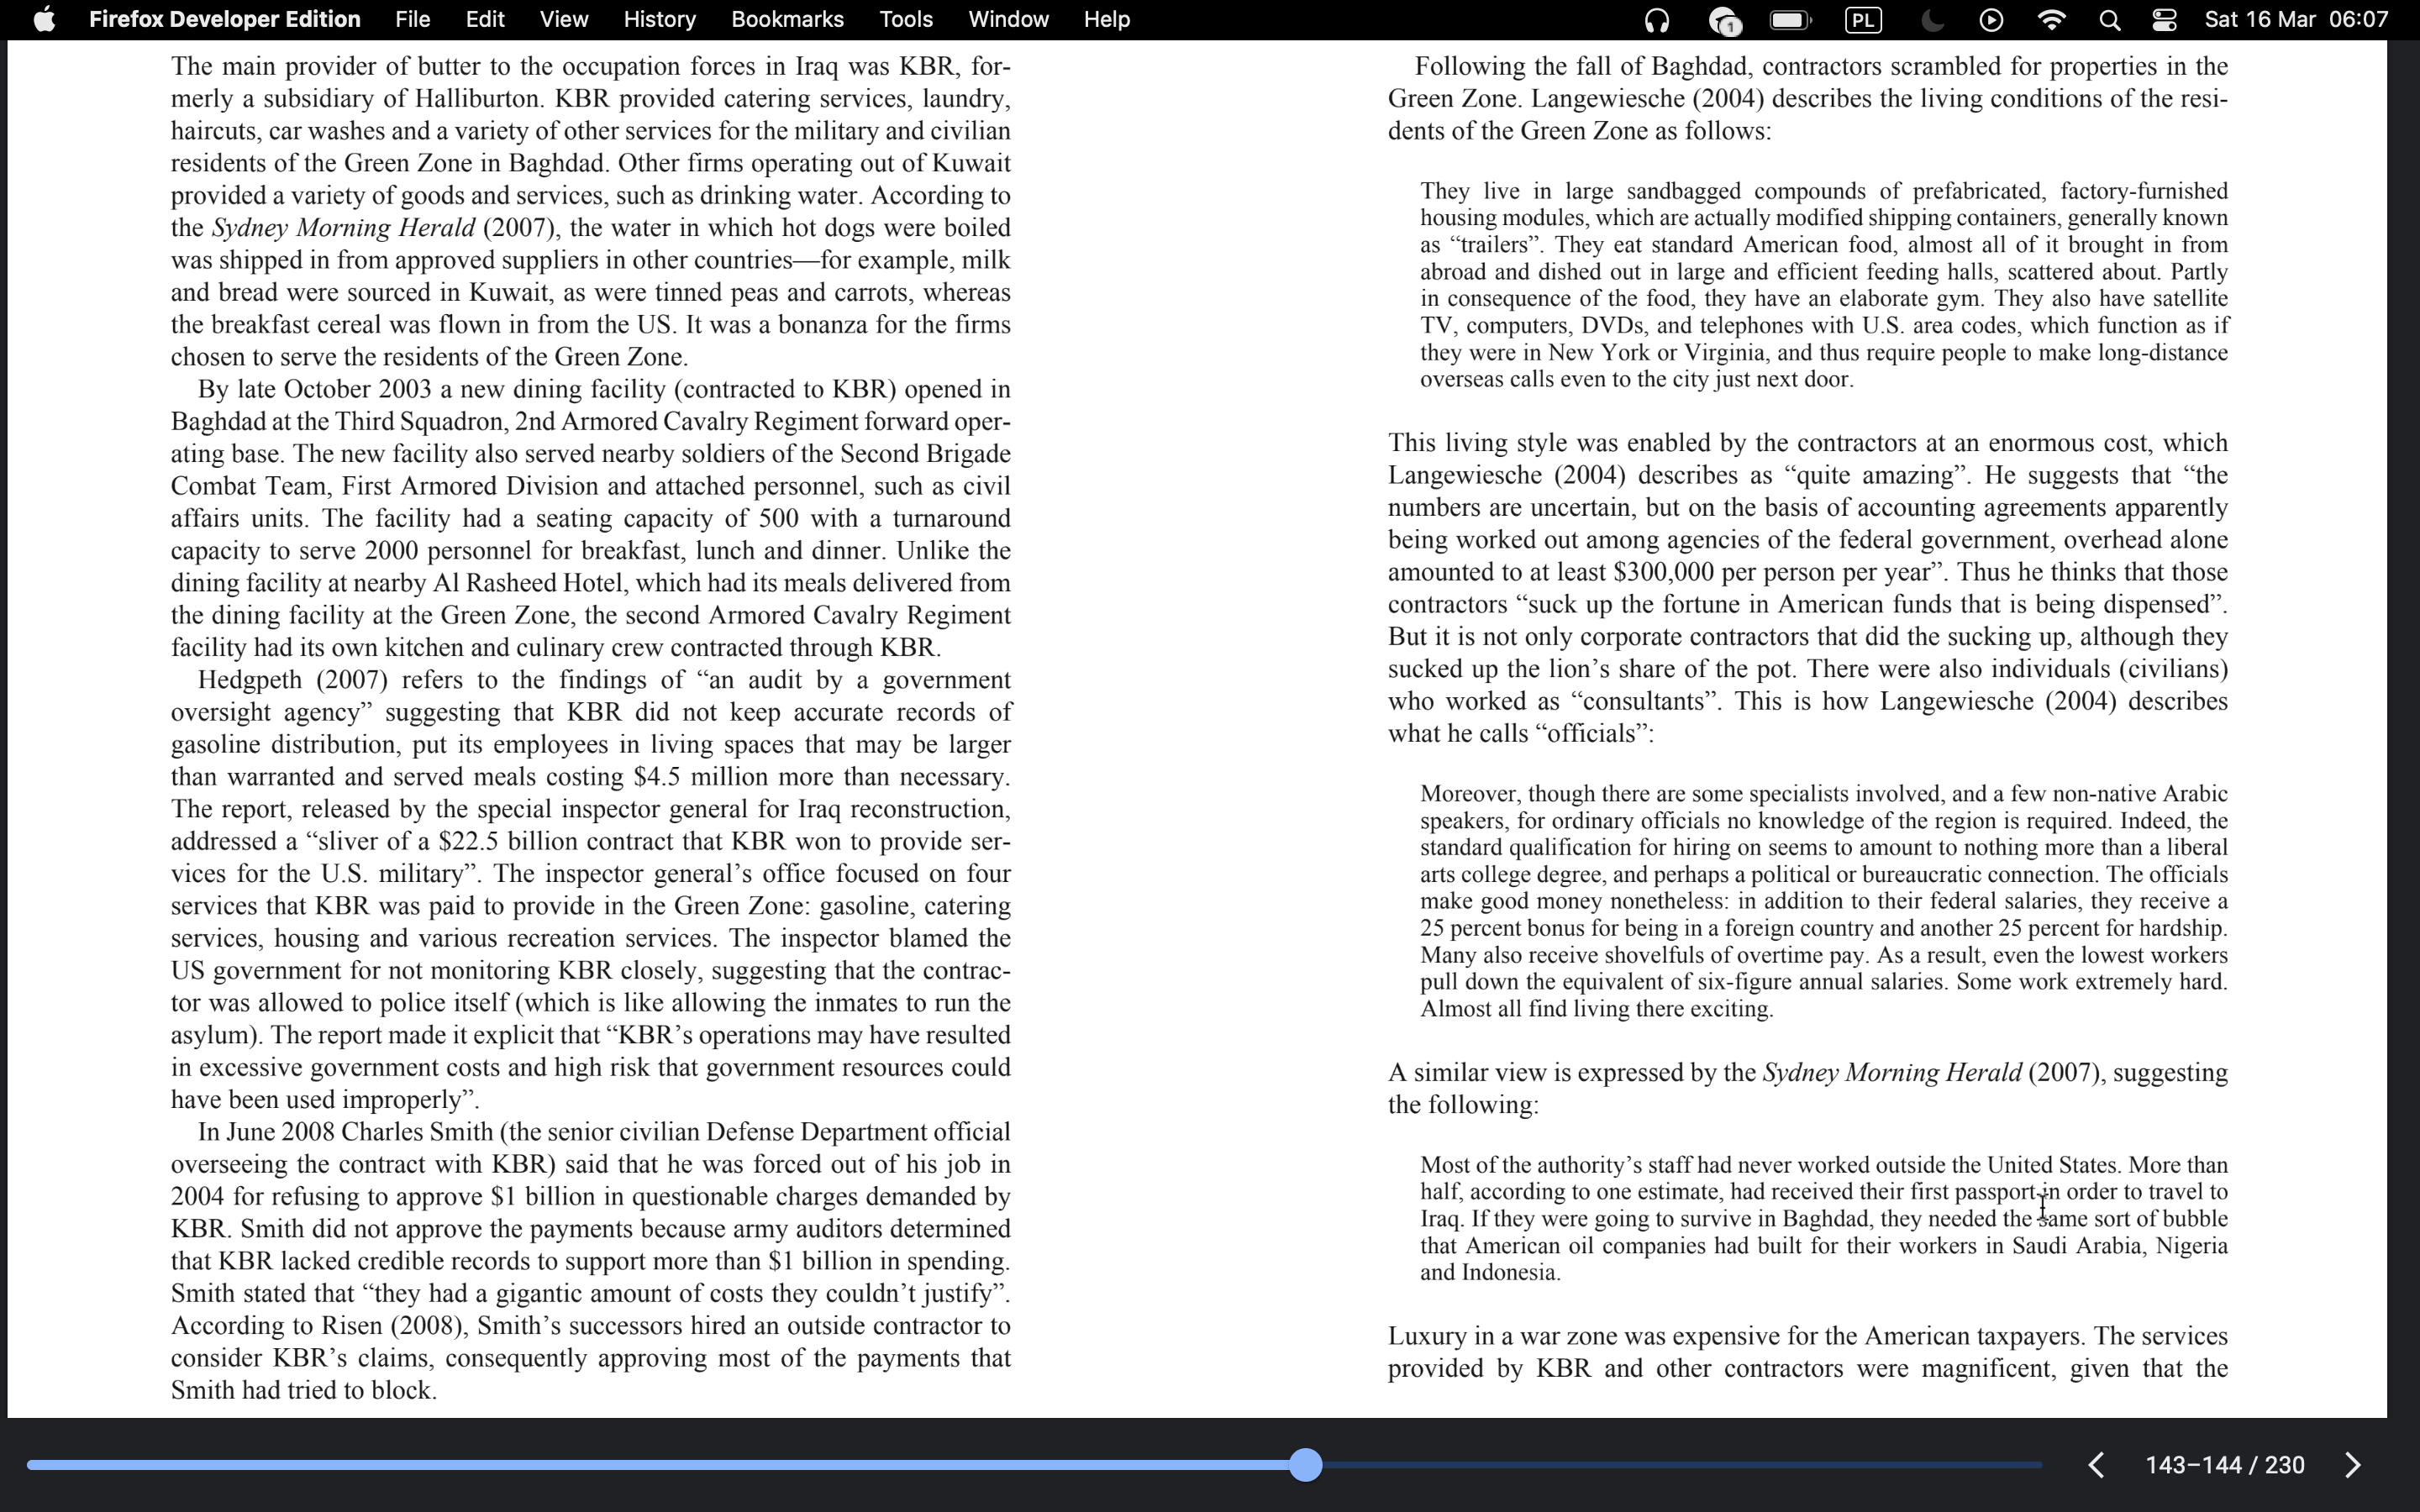 Firefox Developer Edition File Edit View History Bookmarks Tools Window Help 1 PL Sat 16 Mar 06:07
The main provider of butter to the occupation forces in Iraq was KBR, for-
merly a subsidiary of Halliburton. KBR provided catering services, laundry,
haircuts, car washes and a variety of other services for the military and civilian
residents of the Green Zone in Baghdad. Other firms operating out of Kuwait
provided a variety of goods and services, such as drinking water. According to
the Sydney Morning Herald (2007), the water in which hot dogs were boiled
was shipped in from approved suppliers in other countries—for example, milk
and bread were sourced in Kuwait, as were tinned peas and carrots, whereas
the breakfast cereal was flown in from the US. It was a bonanza for the firms
chosen to serve the residents of the Green Zone.
By late October 2003 a new dining facility (contracted to KBR) opened in
Baghdad at the Third Squadron, 2nd Armored Cavalry Regiment forward oper-
ating base. The new facility also served nearby soldiers of the Second Brigade
Combat Team, First Armored Division and attached personnel, such as civil
affairs units. The facility had a seating capacity of 500 with a turnaround
capacity to serve 2000 personnel for breakfast, lunch and dinner. Unlike the
dining facility at nearby Al Rasheed Hotel, which had its meals delivered from
the dining facility at the Green Zone, the second Armored Cavalry Regiment
facility had its own kitchen and culinary crew contracted through KBR.
Hedgpeth (2007) refers to the findings of “an audit by a government
oversight agency” suggesting that KBR did not keep accurate records of
gasoline distribution, put its employees in living spaces that may be larger
than warranted and served meals costing $4.5 million more than necessary.
The report, released by the special inspector general for Iraq reconstruction,
addressed a “sliver of a $22.5 billion contract that KBR won to provide ser-
vices for the U.S. military”. The inspector general’s office focused on four
services that KBR was paid to provide in the Green Zone: gasoline, catering
services, housing and various recreation services. The inspector blamed the
US government for not monitoring KBR closely, suggesting that the contrac-
tor was allowed to police itself (which is like allowing the inmates to run the
asylum). The report made it explicit that “KBR’s operations may have resulted
in excessive government costs and high risk that government resources could
have been used improperly”.
In June 2008 Charles Smith (the senior civilian Defense Department official
overseeing the contract with KBR) said that he was forced out of his job in
2004 for refusing to approve $1 billion in questionable charges demanded by
KBR. Smith did not approve the payments because army auditors determined
that KBR lacked credible records to support more than $1 billion in spending.
Smith stated that “they had a gigantic amount of costs they couldn’t justify”.
According to Risen (2008), Smith’s successors hired an outside contractor to
consider KBR’s claims, consequently approving most of the payments that
Smith had tried to block.
Following the fall of Baghdad, contractors scrambled for properties in the
Green Zone. Langewiesche (2004) describes the living conditions of the resi-
dents of the Green Zone as follows:
They live in large sandbagged compounds of prefabricated, factory-furnished
housing modules, which are actually modified shipping containers, generally known
as “trailers”. They eat standard American food, almost all of it brought in from
abroad and dished out in large and efficient feeding halls, scattered about. Partly
in consequence of the food, they have an elaborate gym. They also have satellite
TV, computers, DVDs, and telephones with U.S. area codes, which function as if
they were in New York or Virginia, and thus require people to make long-distance
overseas calls even to the city just next door.
This living style was enabled by the contractors at an enormous cost, which
Langewiesche (2004) describes as “quite amazing”. He suggests that “the
numbers are uncertain, but on the basis of accounting agreements apparently
being worked out among agencies of the federal government, overhead alone
amounted to at least $300,000 per person per year”. Thus he thinks that those
contractors “suck up the fortune in American funds that is being dispensed”.
But it is not only corporate contractors that did the sucking up, although they
sucked up the lion’s share of the pot. There were also individuals (civilians)
who worked as “consultants”. This is how Langewiesche (2004) describes
what he calls “officials”:
Moreover, though there are some specialists involved, and a few non-native Arabic
speakers, for ordinary officials no knowledge of the region is required. Indeed, the
standard qualification for hiring on seems to amount to nothing more than a liberal
arts college degree, and perhaps a political or bureaucratic connection. The officials
make good money nonetheless: in addition to their federal salaries, they receive a
25 percent bonus for being in a foreign country and another 25 percent for hardship.
Many also receive shovelfuls of overtime pay. As a result, even the lowest workers
pull down the equivalent of six-figure annual salaries. Some work extremely hard.
Almost all find living there exciting.
A similar view is expressed by the Sydney Morning Herald (2007), suggesting
the following:
Most of the authority’s staff had never worked outside the United States. More than
half, according to one estimate, had received their first passport in order to travel to
Iraq. If they were going to survive in Baghdad, they needed the same sort of bubble
that American oil companies had built for their workers in Saudi Arabia, Nigeria
and Indonesia.
Luxury in a war zone was expensive for the American taxpayers. The services
provided by KBR and other contractors were magnificent, given that the
143–144 / 230